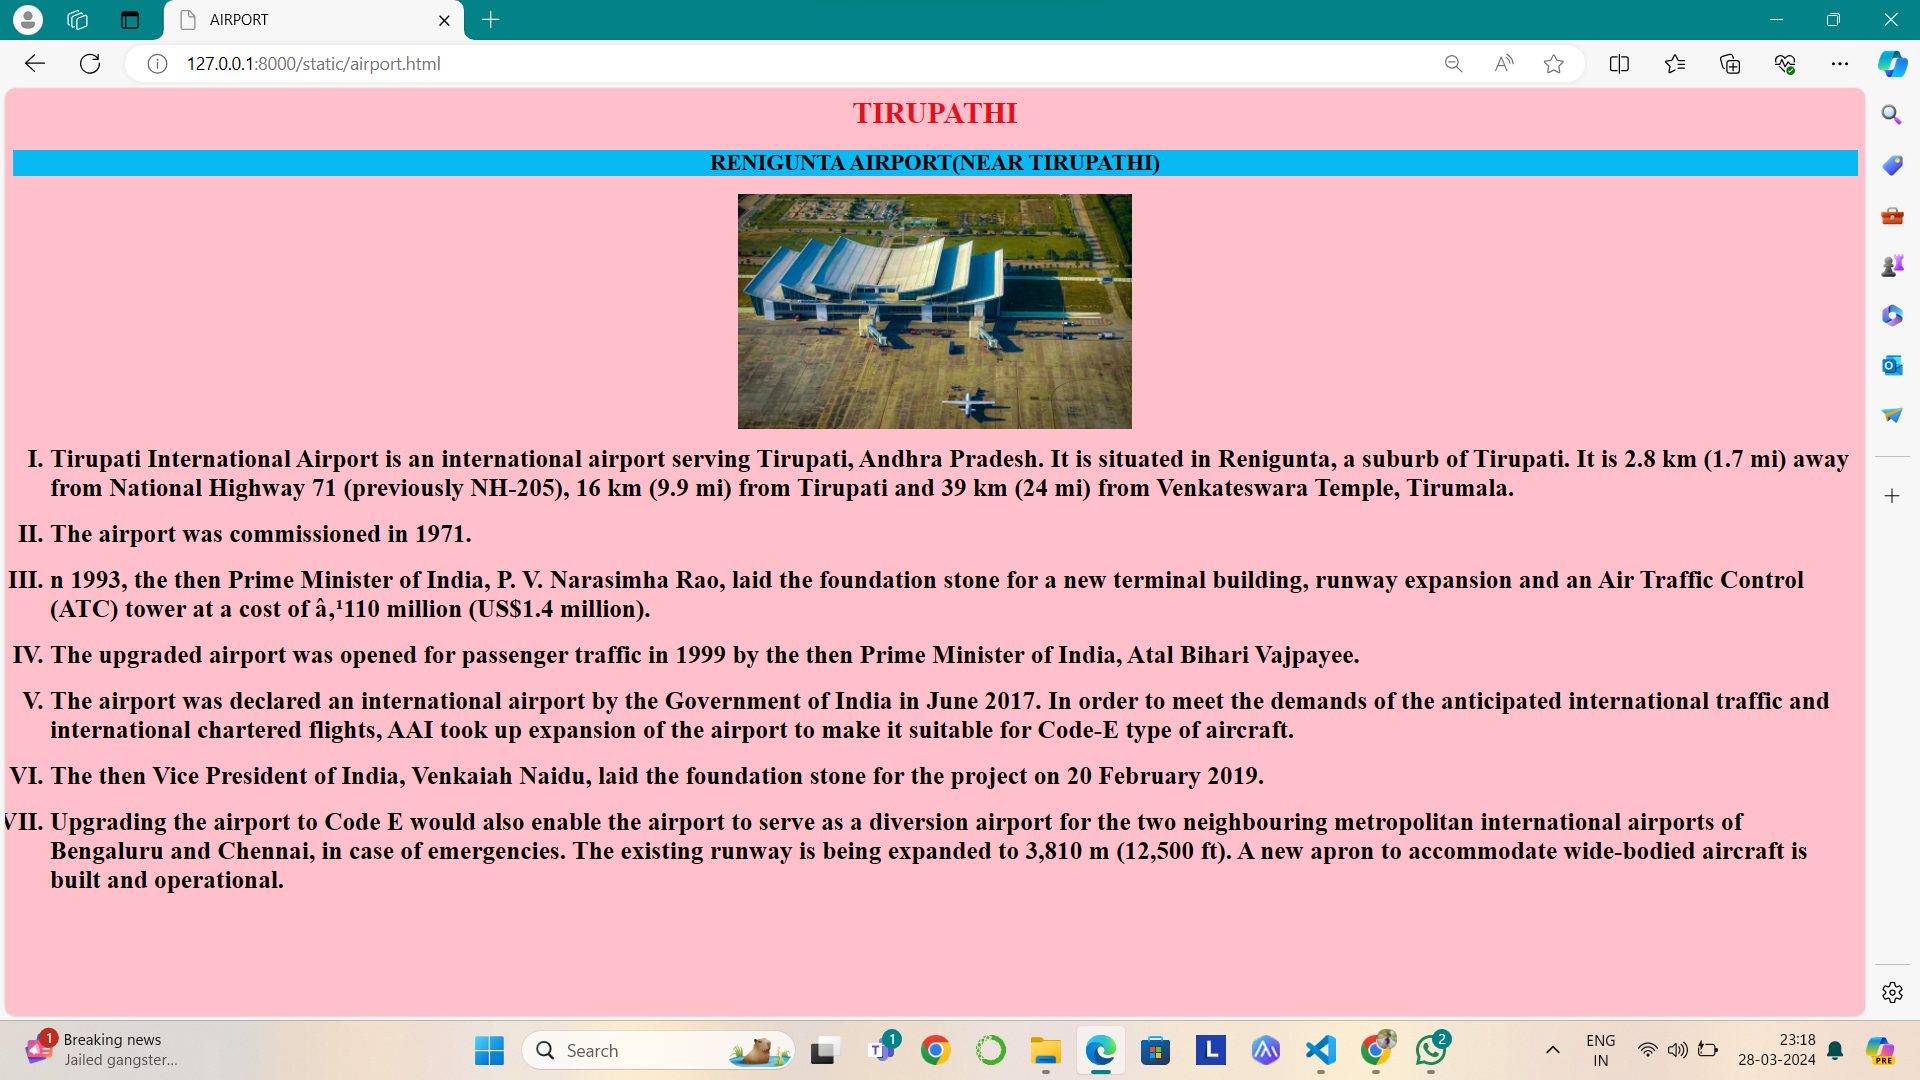 AIRPORT
127.0.0.1:8000/static/airport.html
TIRUPATHI
RENIGUNTA AIRPORT(NEAR TIRUPATHI)
I. Tirupati International Airport is an international airport serving Tirupati, Andhra Pradesh. It is situated in Renigunta, a suburb of Tirupati. It is 2.8 km (1.7 mi) away
from National Highway 71 (previously NH-205), 16 km (9.9 mi) from Tirupati and 39 km (24 mi) from Venkateswara Temple, Tirumala.
II. The airport was commissioned in 1971.
III. n 1993, the then Prime Minister of India, P. V. Narasimha Rao, laid the foundation stone for a new terminal building, runway expansion and an Air Traffic Control
(ATC) tower at a cost of â‚¹110 million (US$1.4 million).
IV. The upgraded airport was opened for passenger traffic in 1999 by the then Prime Minister of India, Atal Bihari Vajpayee.
V. The airport was declared an international airport by the Government of India in June 2017. In order to meet the demands of the anticipated international traffic and
international chartered flights, AAI took up expansion of the airport to make it suitable for Code-E type of aircraft.
VI. The then Vice President of India, Venkaiah Naidu, laid the foundation stone for the project on 20 February 2019.
VII. Upgrading the airport to Code E would also enable the airport to serve as a diversion airport for the two neighbouring metropolitan international airports of
Bengaluru and Chennai, in case of emergencies. The existing runway is being expanded to 3,810 m (12,500 ft). A new apron to accommodate wide-bodied aircraft is
built and operational.
1
Breaking news
Jailed gangster...
Search
1
L
2
ENG
IN
23:18
28-03-2024
PRE